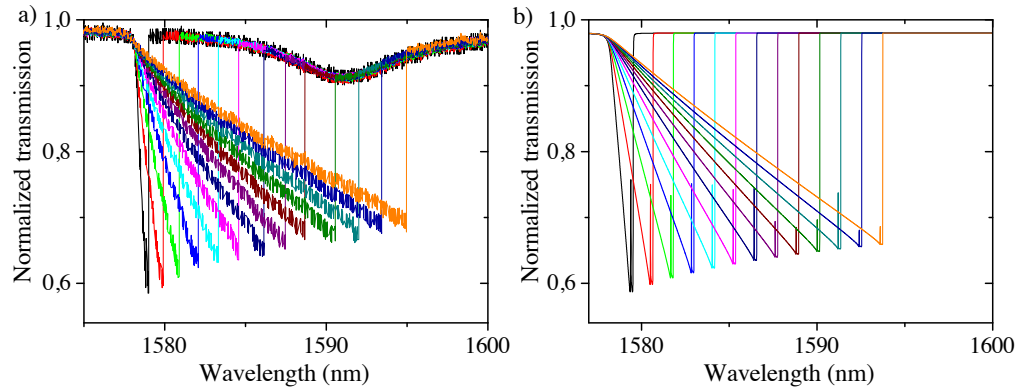 a)
1,0
0,8
0,6
Normalized transmission
1580
1590
1600
Wavelength (nm)
b)
1,0
0,8
0,6
Normalized transmission
1580
1590
1600
Wavelength (nm)